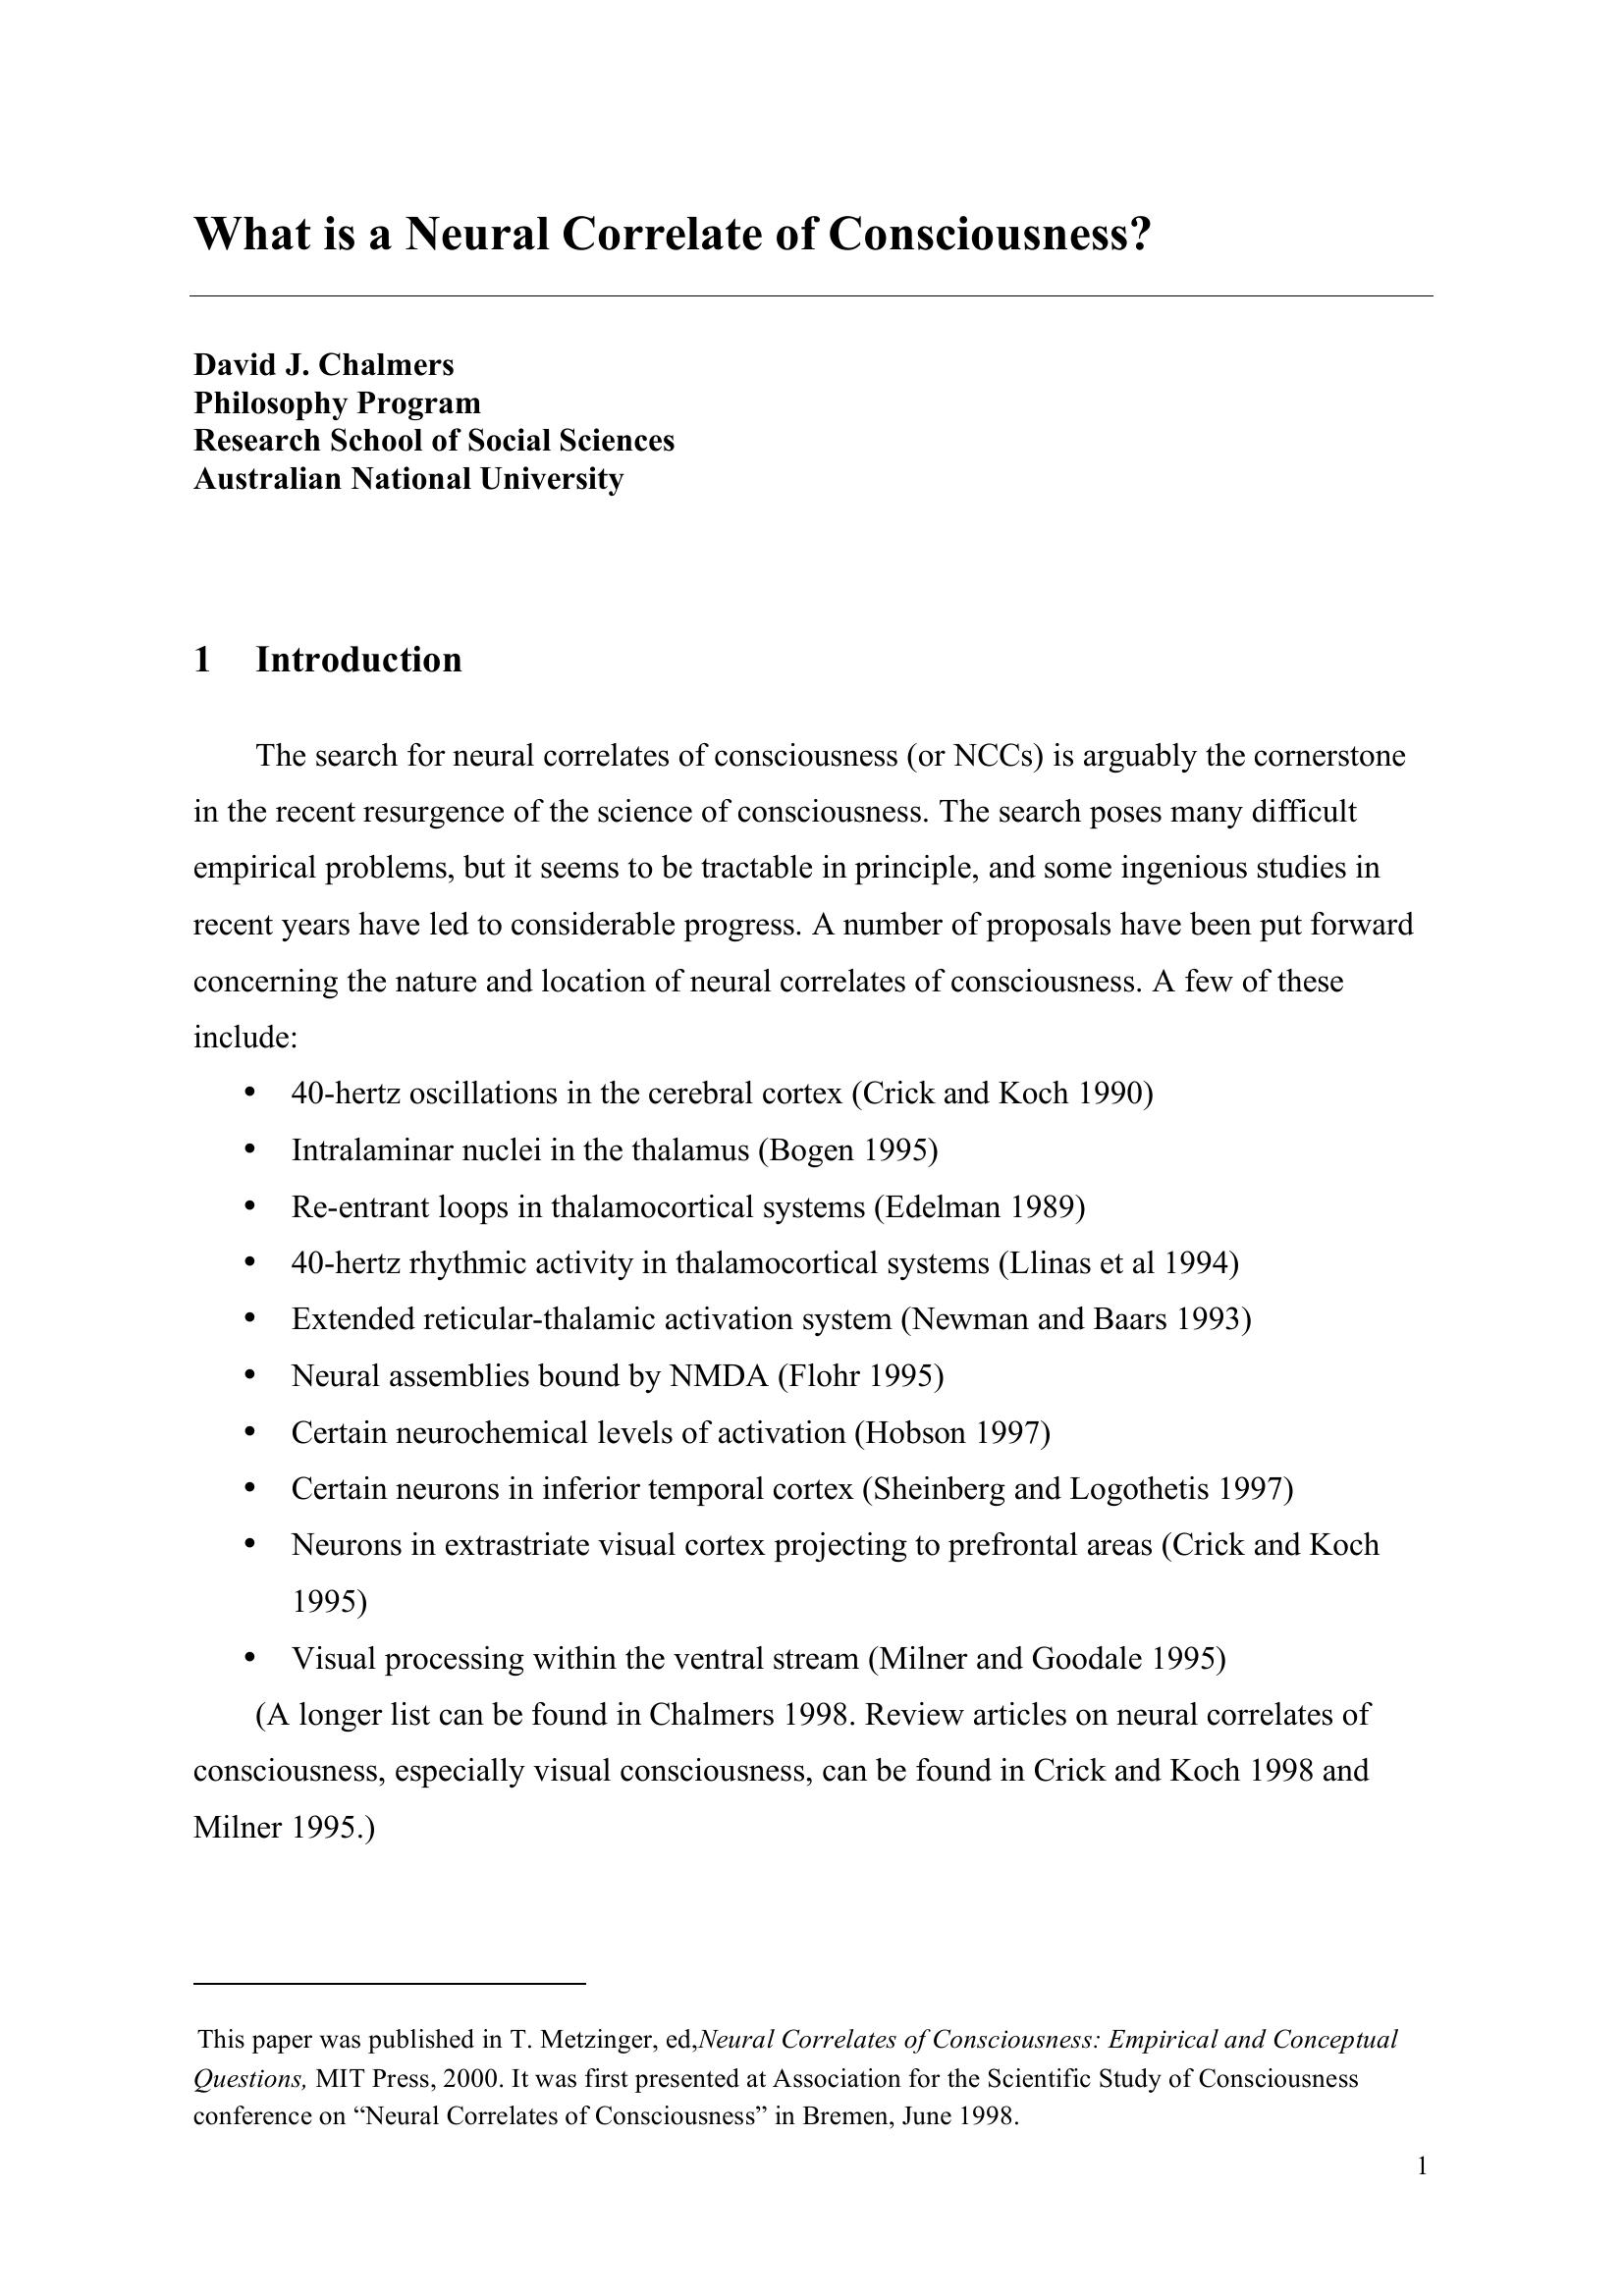 What is a Neural Correlate of Consciousness?
David J. Chalmers
Philosophy Program
Research School of Social Sciences
Australian National University
1 Introduction
The search for neural correlates of consciousness (or NCCs) is arguably the cornerstone
in the recent resurgence of the science of consciousness. The search poses many difficult
empirical problems, but it seems to be tractable in principle, and some ingenious studies in
recent years have led to considerable progress. A number of proposals have been put forward
concerning the nature and location of neural correlates of consciousness. A few of these
include:
• 40-hertz oscillations in the cerebral cortex (Crick and Koch 1990)
• Intralaminar nuclei in the thalamus (Bogen 1995)
• Re-entrant loops in thalamocortical systems (Edelman 1989)
• 40-hertz rhythmic activity in thalamocortical systems (Llinas et al 1994)
• Extended reticular-thalamic activation system (Newman and Baars 1993)
• Neural assemblies bound by NMDA (Flohr 1995)
• Certain neurochemical levels of activation (Hobson 1997)
• Certain neurons in inferior temporal cortex (Sheinberg and Logothetis 1997)
• Neurons in extrastriate visual cortex projecting to prefrontal areas (Crick and Koch
1995)
• Visual processing within the ventral stream (Milner and Goodale 1995)
(A longer list can be found in Chalmers 1998. Review articles on neural correlates of
consciousness, especially visual consciousness, can be found in Crick and Koch 1998 and
Milner 1995.)
This paper was published in T. Metzinger, ed,Neural Correlates of Consciousness: Empirical and Conceptual
Questions, MIT Press, 2000. It was first presented at Association for the Scientific Study of Consciousness
conference on “Neural Correlates of Consciousness” in Bremen, June 1998.
1